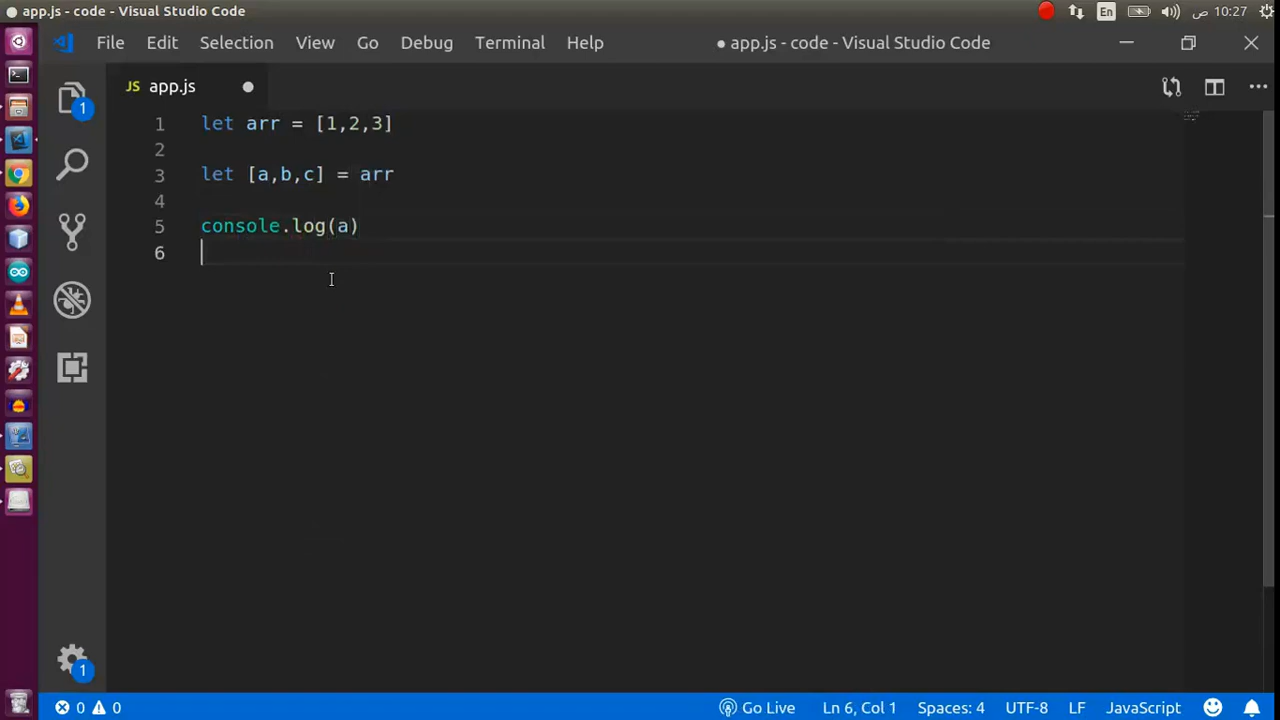 app.js - code - Visual Studio Code
En
10:27 ص
File Edit Selection View Go Debug Terminal Help
● app.js - code - Visual Studio Code
1
JS app.js
1 let arr = [1,2,3]
2
3 let [a,b,c] = arr
4
5 console.log(a)
6
1
0 0
Go Live
Ln 6, Col 1
Spaces: 4
UTF-8
LF
JavaScript